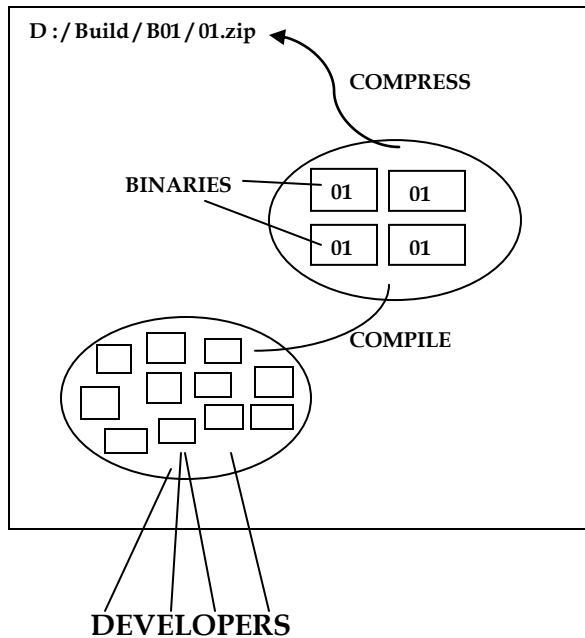 D :/ Build / B01 / 01.zip
COMPRESS
BINARIES
01 01
01 01
COMPILE
DEVELOPERS